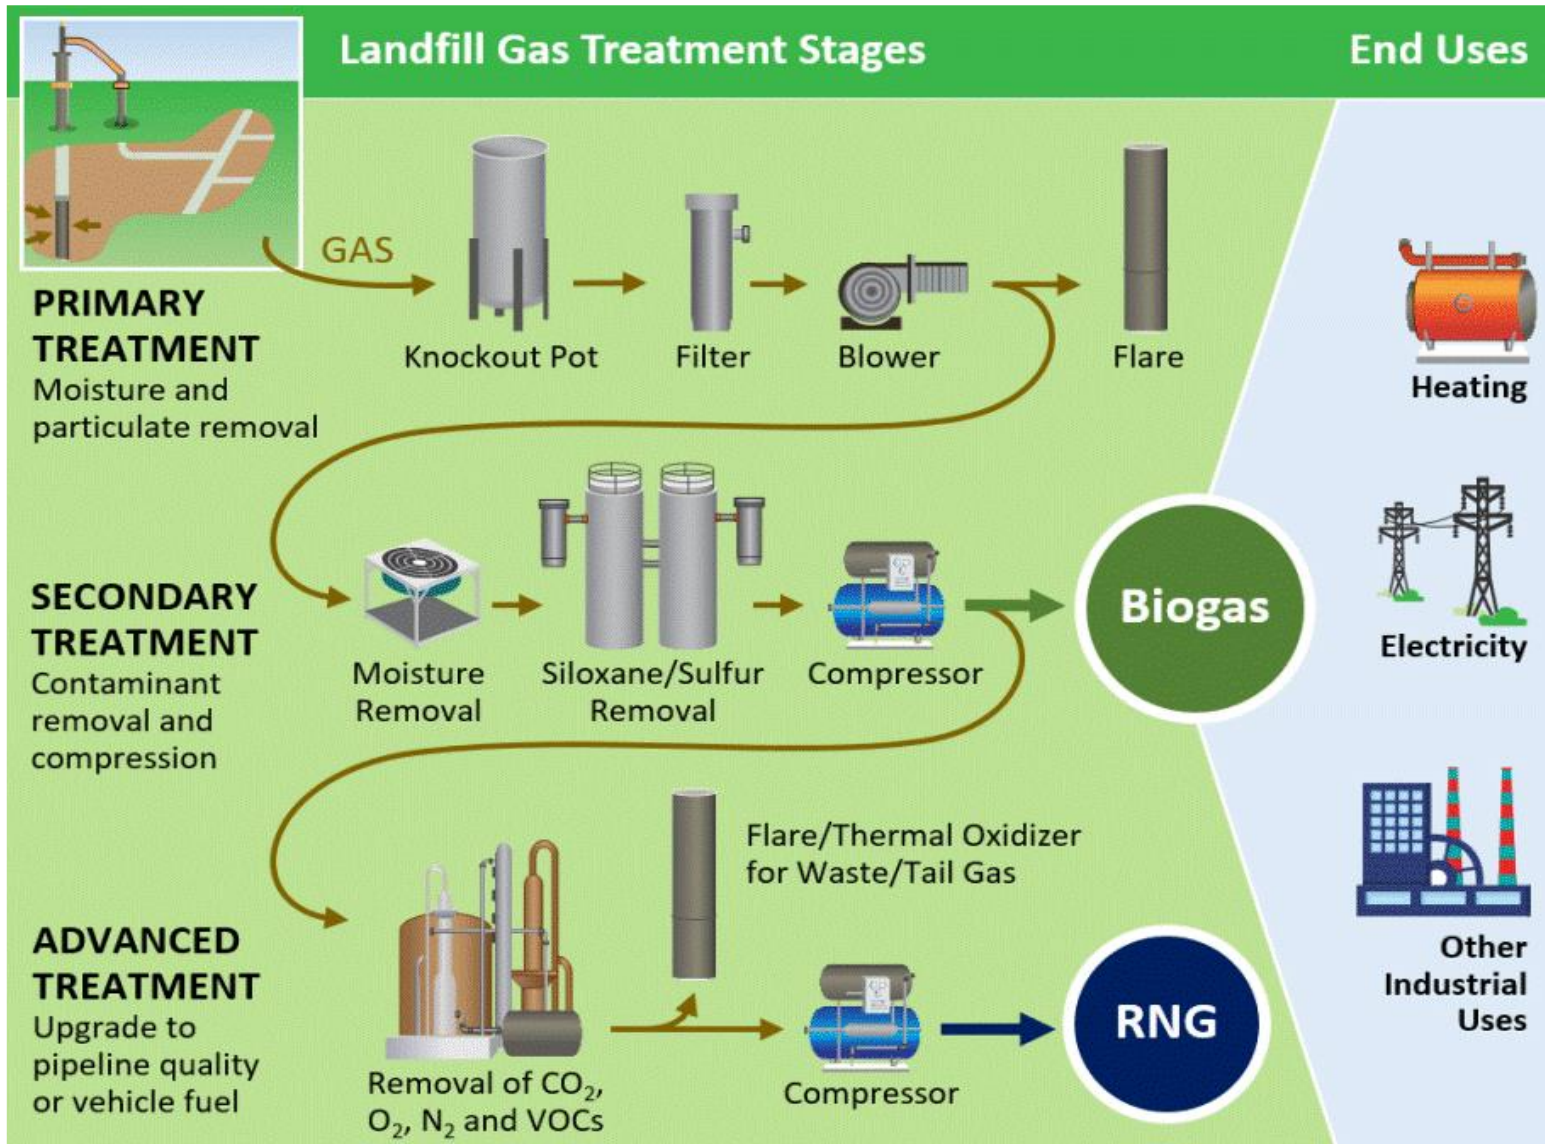 Landfill Gas Treatment Stages
End Uses
GAS
PRIMARY
TREATMENT
Moisture and
particulate removal
Knockout Pot
Filter
Blower
Flare
Heating
SECONDARY
TREATMENT
Contaminant
removal and
compression
Moisture
Removal
Siloxane/Sulfur
Removal
Compressor
Biogas
Electricity
ADVANCED
TREATMENT
Upgrade to
pipeline quality
or vehicle fuel
Removal of CO₂,
O₂, N₂ and VOCs
Flare/Thermal Oxidizer
for Waste/Tail Gas
Compressor
RNG
Other
Industrial
Uses